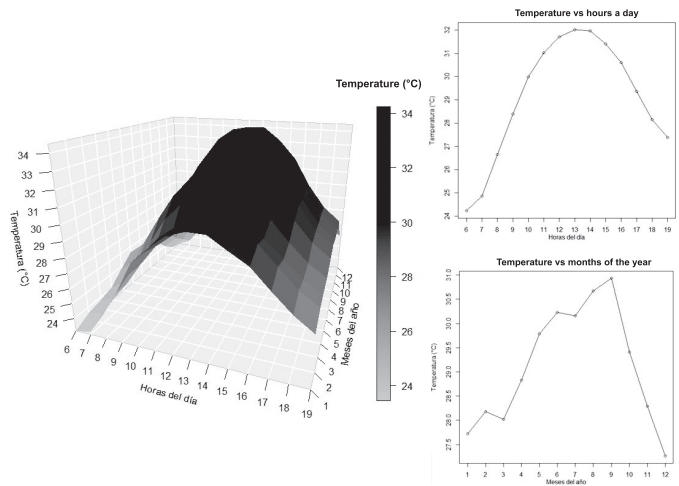 Temperature (°C)
34
32
30
28
26
24
34
33
32
31
30
29
28
27
26
25
24
Temperatura (°C)
6 7 8 9 10 11 12 13 14 15 16 17 18 19
Horas del día
1 2 3 4 5 6 7 8 9 10 11 12
Meses del año
Temperature vs hours a day
32
31
30
29
28
27
26
25
24
Temperatura (°C)
6 7 8 9 10 11 12 13 14 15 16 17 18 19
Horas del día
Temperature vs months of the year
31.0
30.5
30.0
29.5
29.0
28.5
28.0
27.5
Temperatura (°C)
1 2 3 4 5 6 7 8 9 10 11 12
Meses del año